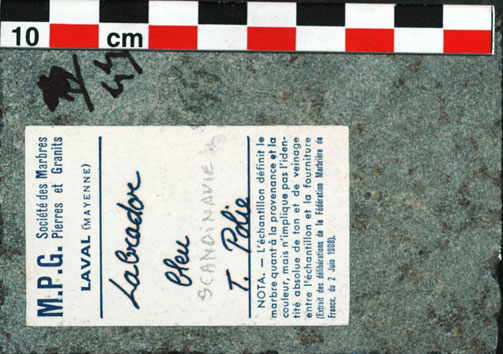 10 cm
M.P.G. Société des Marbres
Pierres et Granits
LAVAL (MAYENNE)
Labrador
bleu
SCANDINAVIE
T. Polie
NOTA. — L'échantillon définit le
marbre quant à la provenance et la
couleur, mais n'implique pas l'iden-
tité absolue de ton et de veinage
entre l'échantillon et la fourniture
(Extrait des délibérations de la Fédération Marbrière de
France, du 2 Juin 1908).